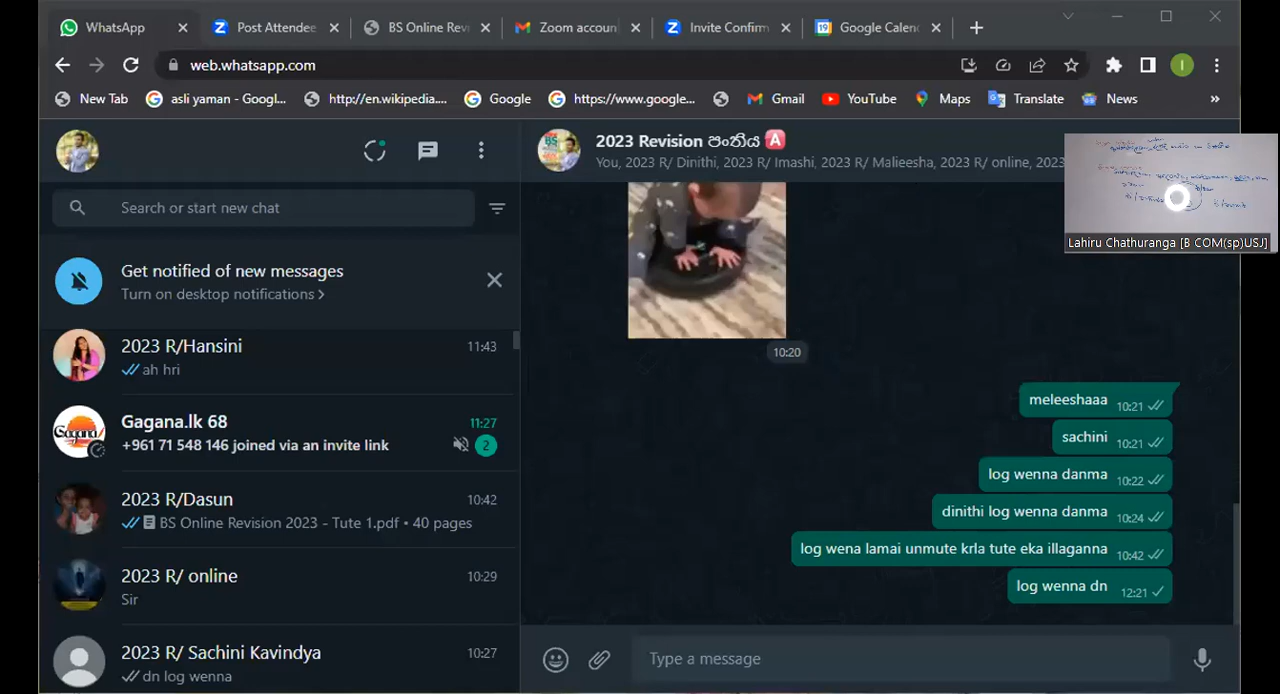 WhatsApp
Post Attendee
BS Online Revi
Zoom accoun
Invite Confirm
Google Calen
web.whatsapp.com
New Tab
asli yaman - Googl...
http://en.wikipedia....
Google
https://www.google...
Gmail
YouTube
Maps
Translate
News
2023 Revision පංතිය A
You, 2023 R/ Dinithi, 2023 R/ Imashi, 2023 R/ Malieesha, 2023 R/ online, 2023
Search or start new chat
Get notified of new messages
Turn on desktop notifications
2023 R/Hansini 11:43
ah hri
Gagana.lk 68 11:27
+961 71 548 146 joined via an invite link 2
2023 R/Dasun 10:42
BS Online Revision 2023 - Tute 1.pdf • 40 pages
2023 R/ online 10:29
Sir
2023 R/ Sachini Kavindya 10:27
dn log wenna
10:20
meleeshaaa 10:21
sachini 10:21
log wenna danma 10:22
dinithi log wenna danma 10:24
log wena lamai unmute krla tute eka illaganna 10:42
log wenna dn 12:21
Type a message
Lahiru Chathuranga [B COM(sp)USJ]